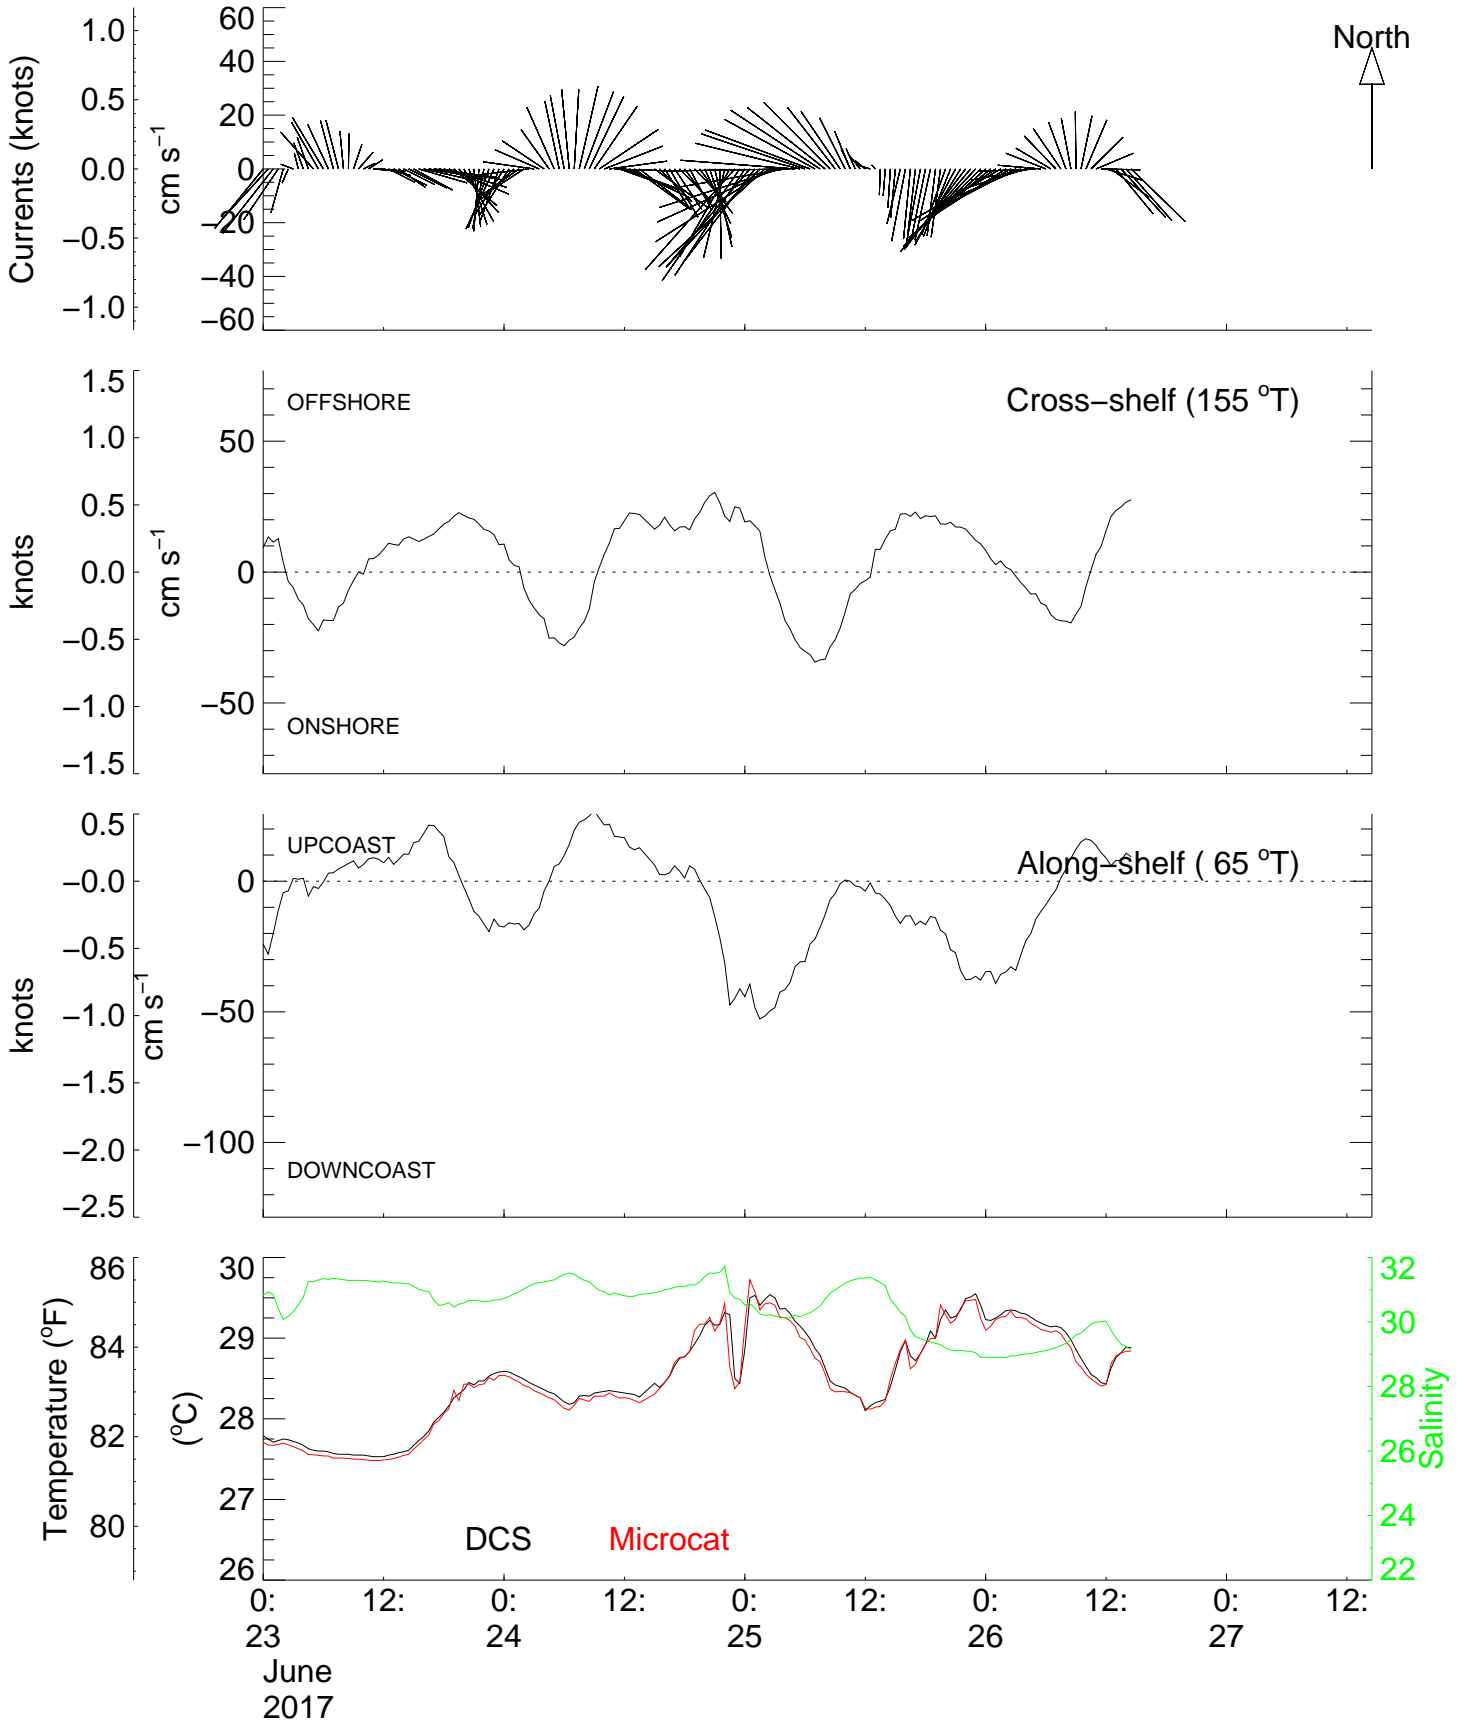 Currents (knots)
1.0
0.5
0.0
−0.5
−1.0
cm s−1
60
40
20
0
−20
−40
−60
North
knots
1.5
1.0
0.5
0.0
−0.5
−1.0
−1.5
cm s−1
50
0
−50
OFFSHORE
Cross−shelf (155 oT)
ONSHORE
knots
0.5
−0.0
−0.5
−1.0
−1.5
−2.0
−2.5
cm s−1
0
−50
−100
UPCOAST
Along−shelf ( 65 oT)
DOWNCOAST
Temperature (oF)
86
84
82
80
(oC)
30
29
28
27
26
DCS Microcat
32
30
28
26
24
22
Salinity
0: 12: 0: 12: 0: 12: 0: 12: 0: 12:
23 24 25 26 27
June
2017